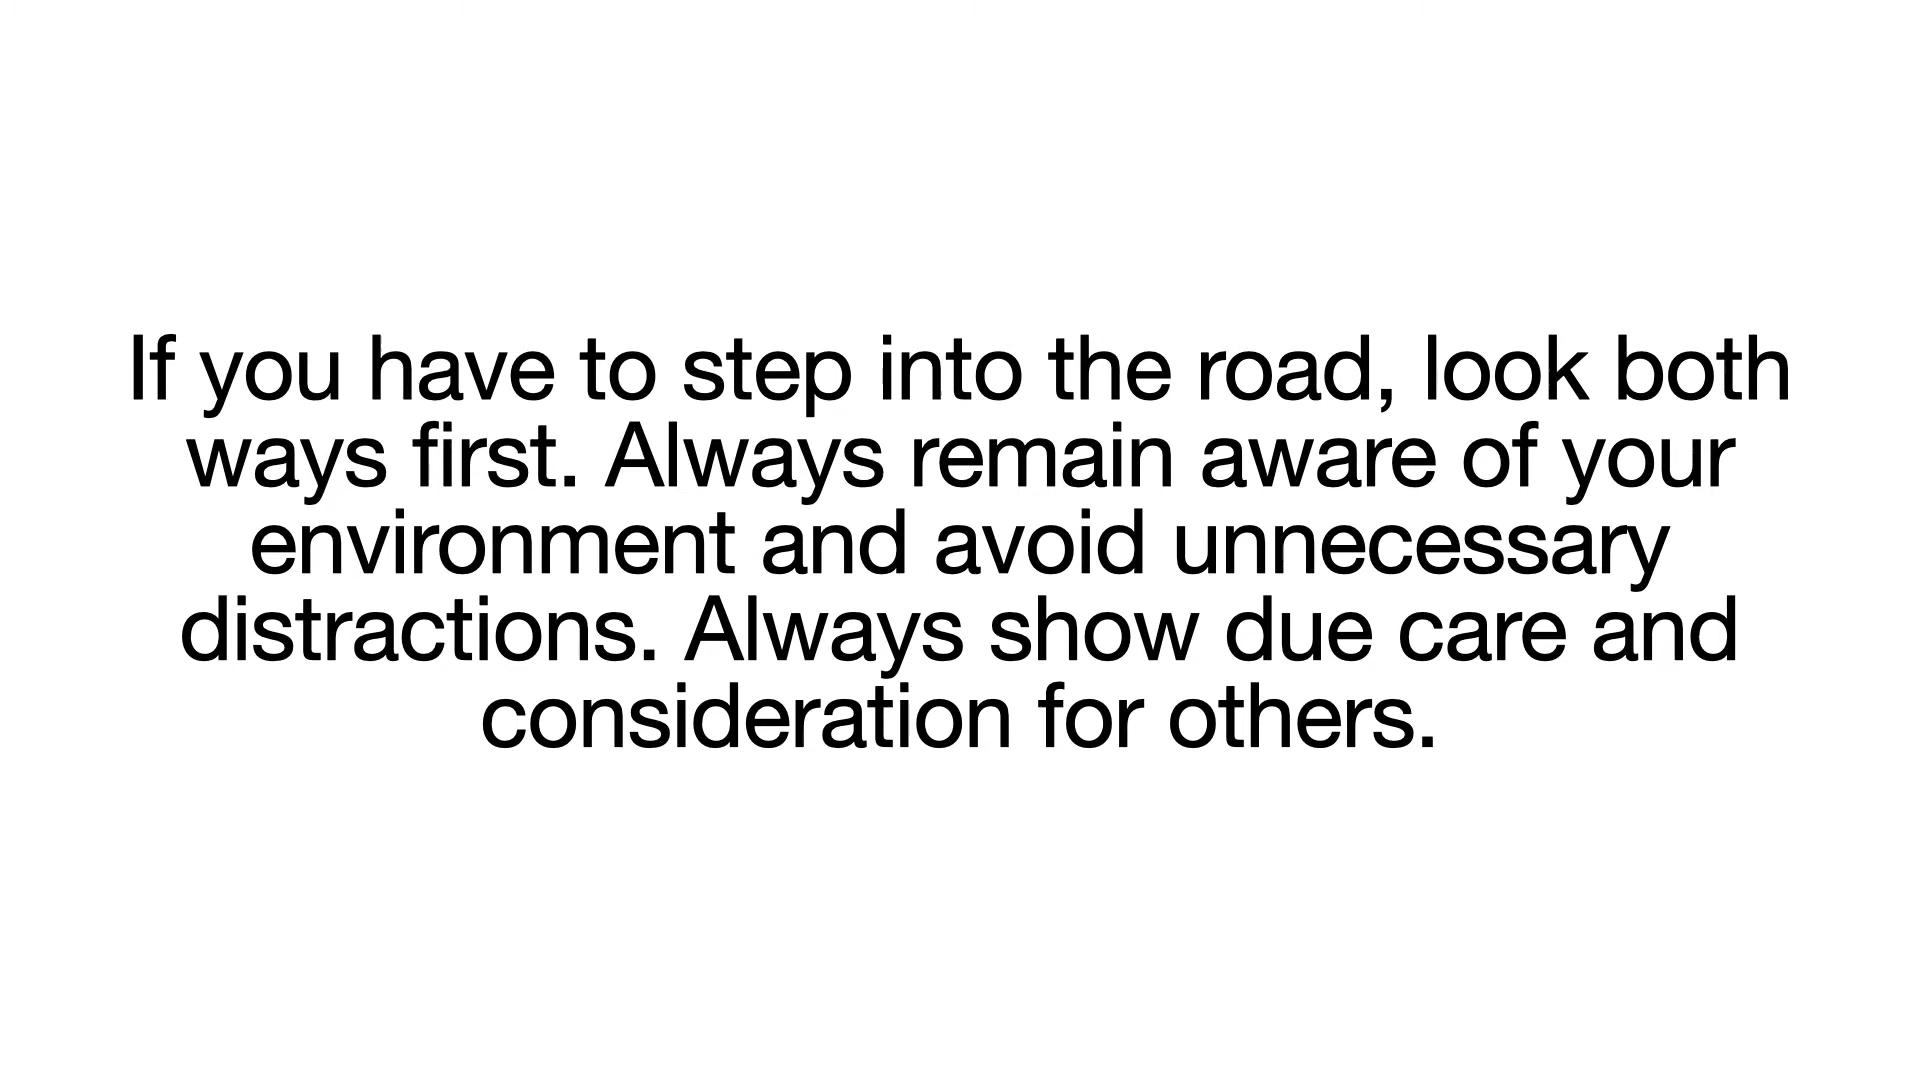 If you have to step into the road, look both
ways first. Always remain aware of your
environment and avoid unnecessary
distractions. Always show due care and
consideration for others.